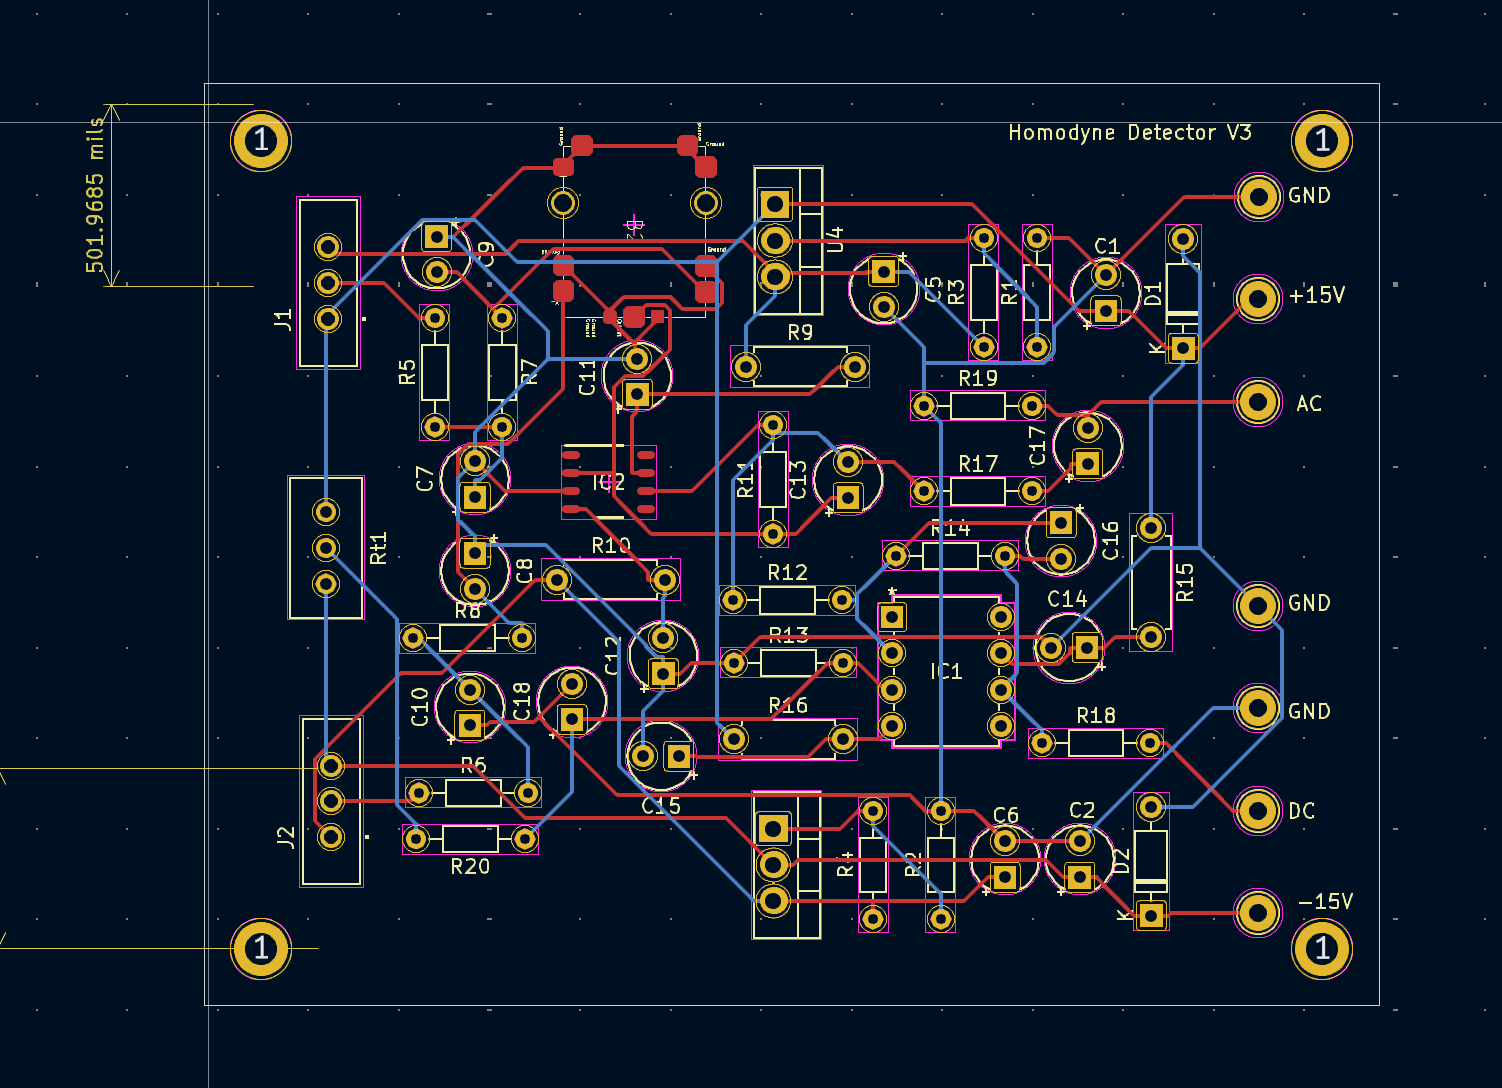 Homodyne Detector V3
1
1
501.9685 mils
GND
+15V
AC
GND
GND
DC
-15V
J1
C9
U4
C5
R3
C1
D1
K
R5
R7
C11
R9
R19
C17
R17
C7
IC2
R11
C13
R14
C16
R15
Rt1
C8
R10
R12
*
C14
R8
R13
IC1
C12
C10
C18
R16
R18
R6
C15
J2
R20
R4
R2
C6
C2
D2
K
1
1